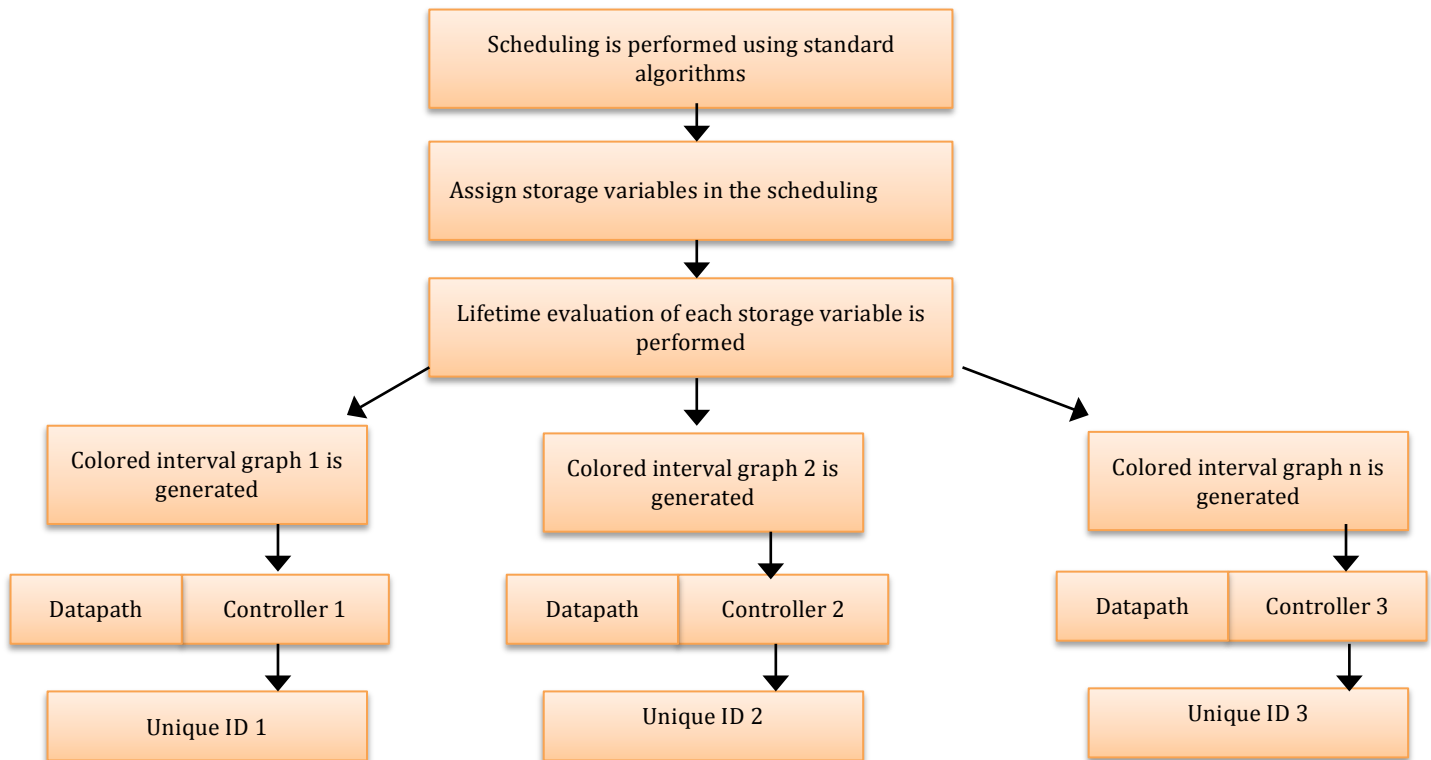 Scheduling is performed using standard
algorithms
Assign storage variables in the scheduling
Lifetime evaluation of each storage variable is
performed
Colored interval graph 1 is
generated
Colored interval graph 2 is
generated
Colored interval graph n is
generated
Datapath
Controller 1
Datapath
Controller 2
Datapath
Controller 3
Unique ID 1
Unique ID 2
Unique ID 3